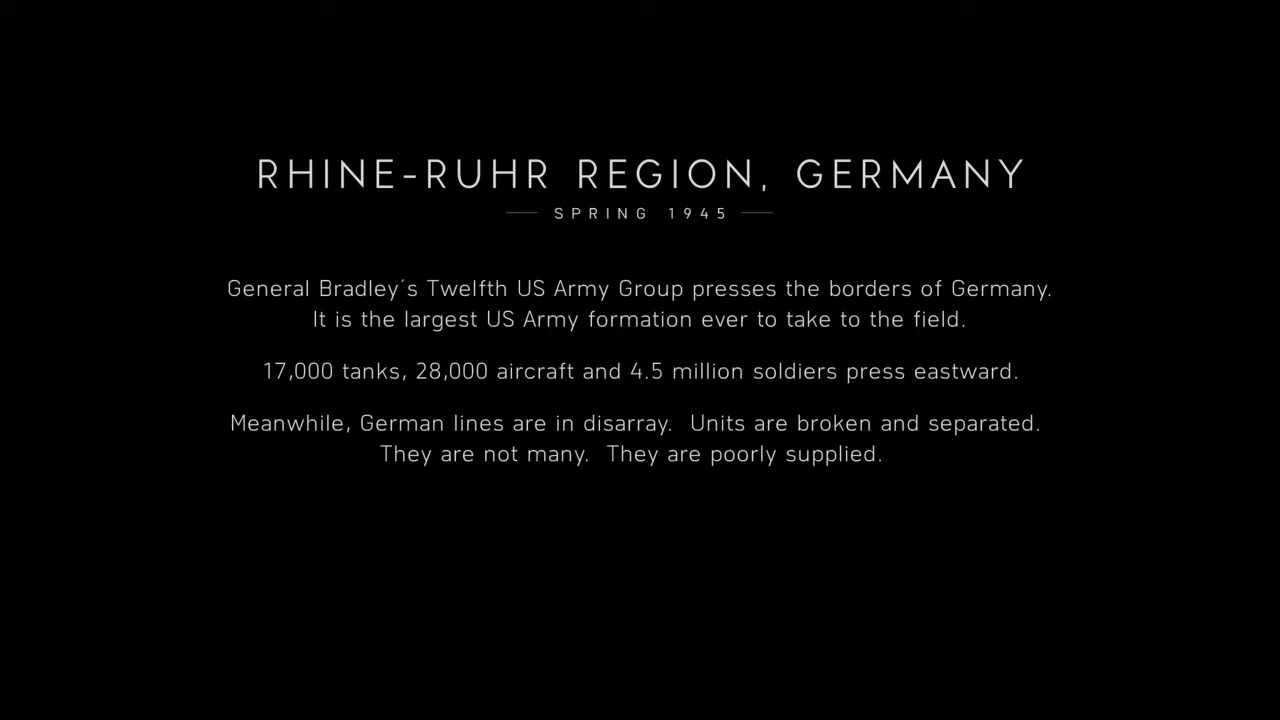 RHINE-RUHR REGION, GERMANY
SPRING 1945
General Bradley´s Twelfth US Army Group presses the borders of Germany.
It is the largest US Army formation ever to take to the field.
17,000 tanks, 28,000 aircraft and 4.5 million soldiers press eastward.
Meanwhile, German lines are in disarray.  Units are broken and separated.
They are not many.  They are poorly supplied.